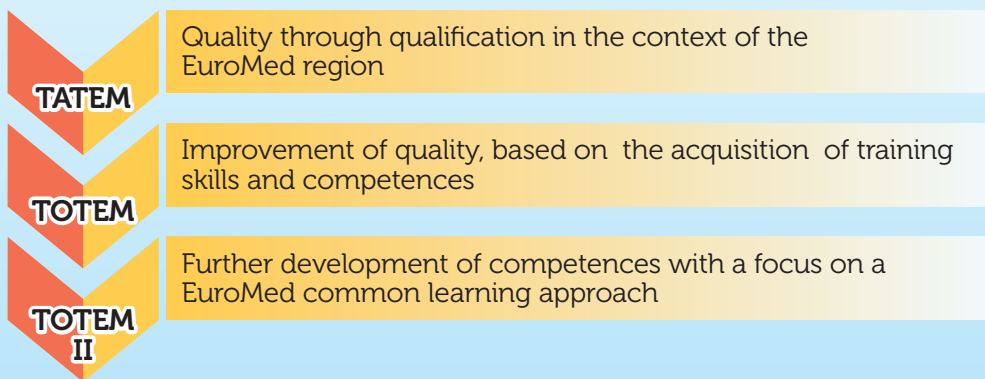 TATEM
Quality through qualification in the context of the
EuroMed region
TOTEM
Improvement of quality, based on the acquisition of training
skills and competences
TOTEM
II
Further development of competences with a focus on a
EuroMed common learning approach